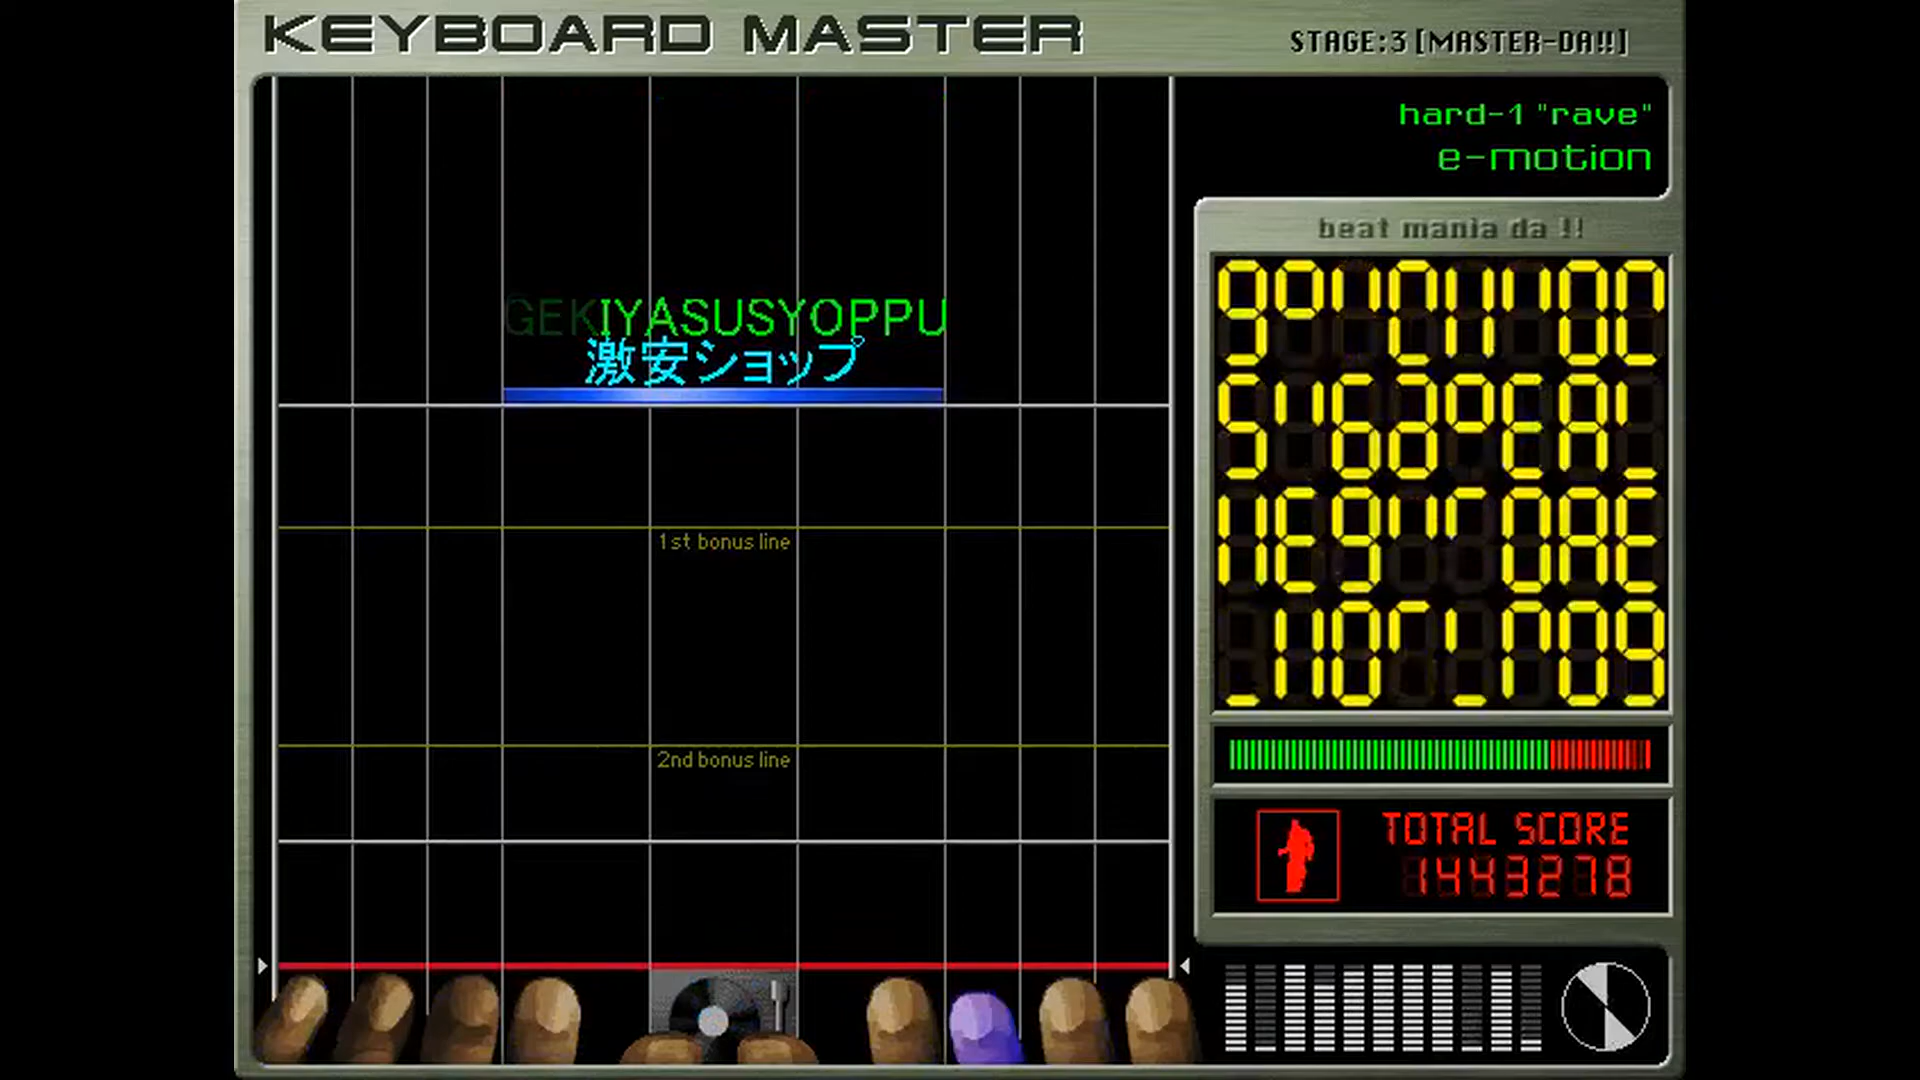 KEYBOARD MASTER
STAGE:3 [MASTER-DA!!]
hard-1 "rave"
e-motion
beat mania da !!
GEKIYASUSYOPPU
激安ショップ
1st bonus line
2nd bonus line
TOTAL SCORE
1443278